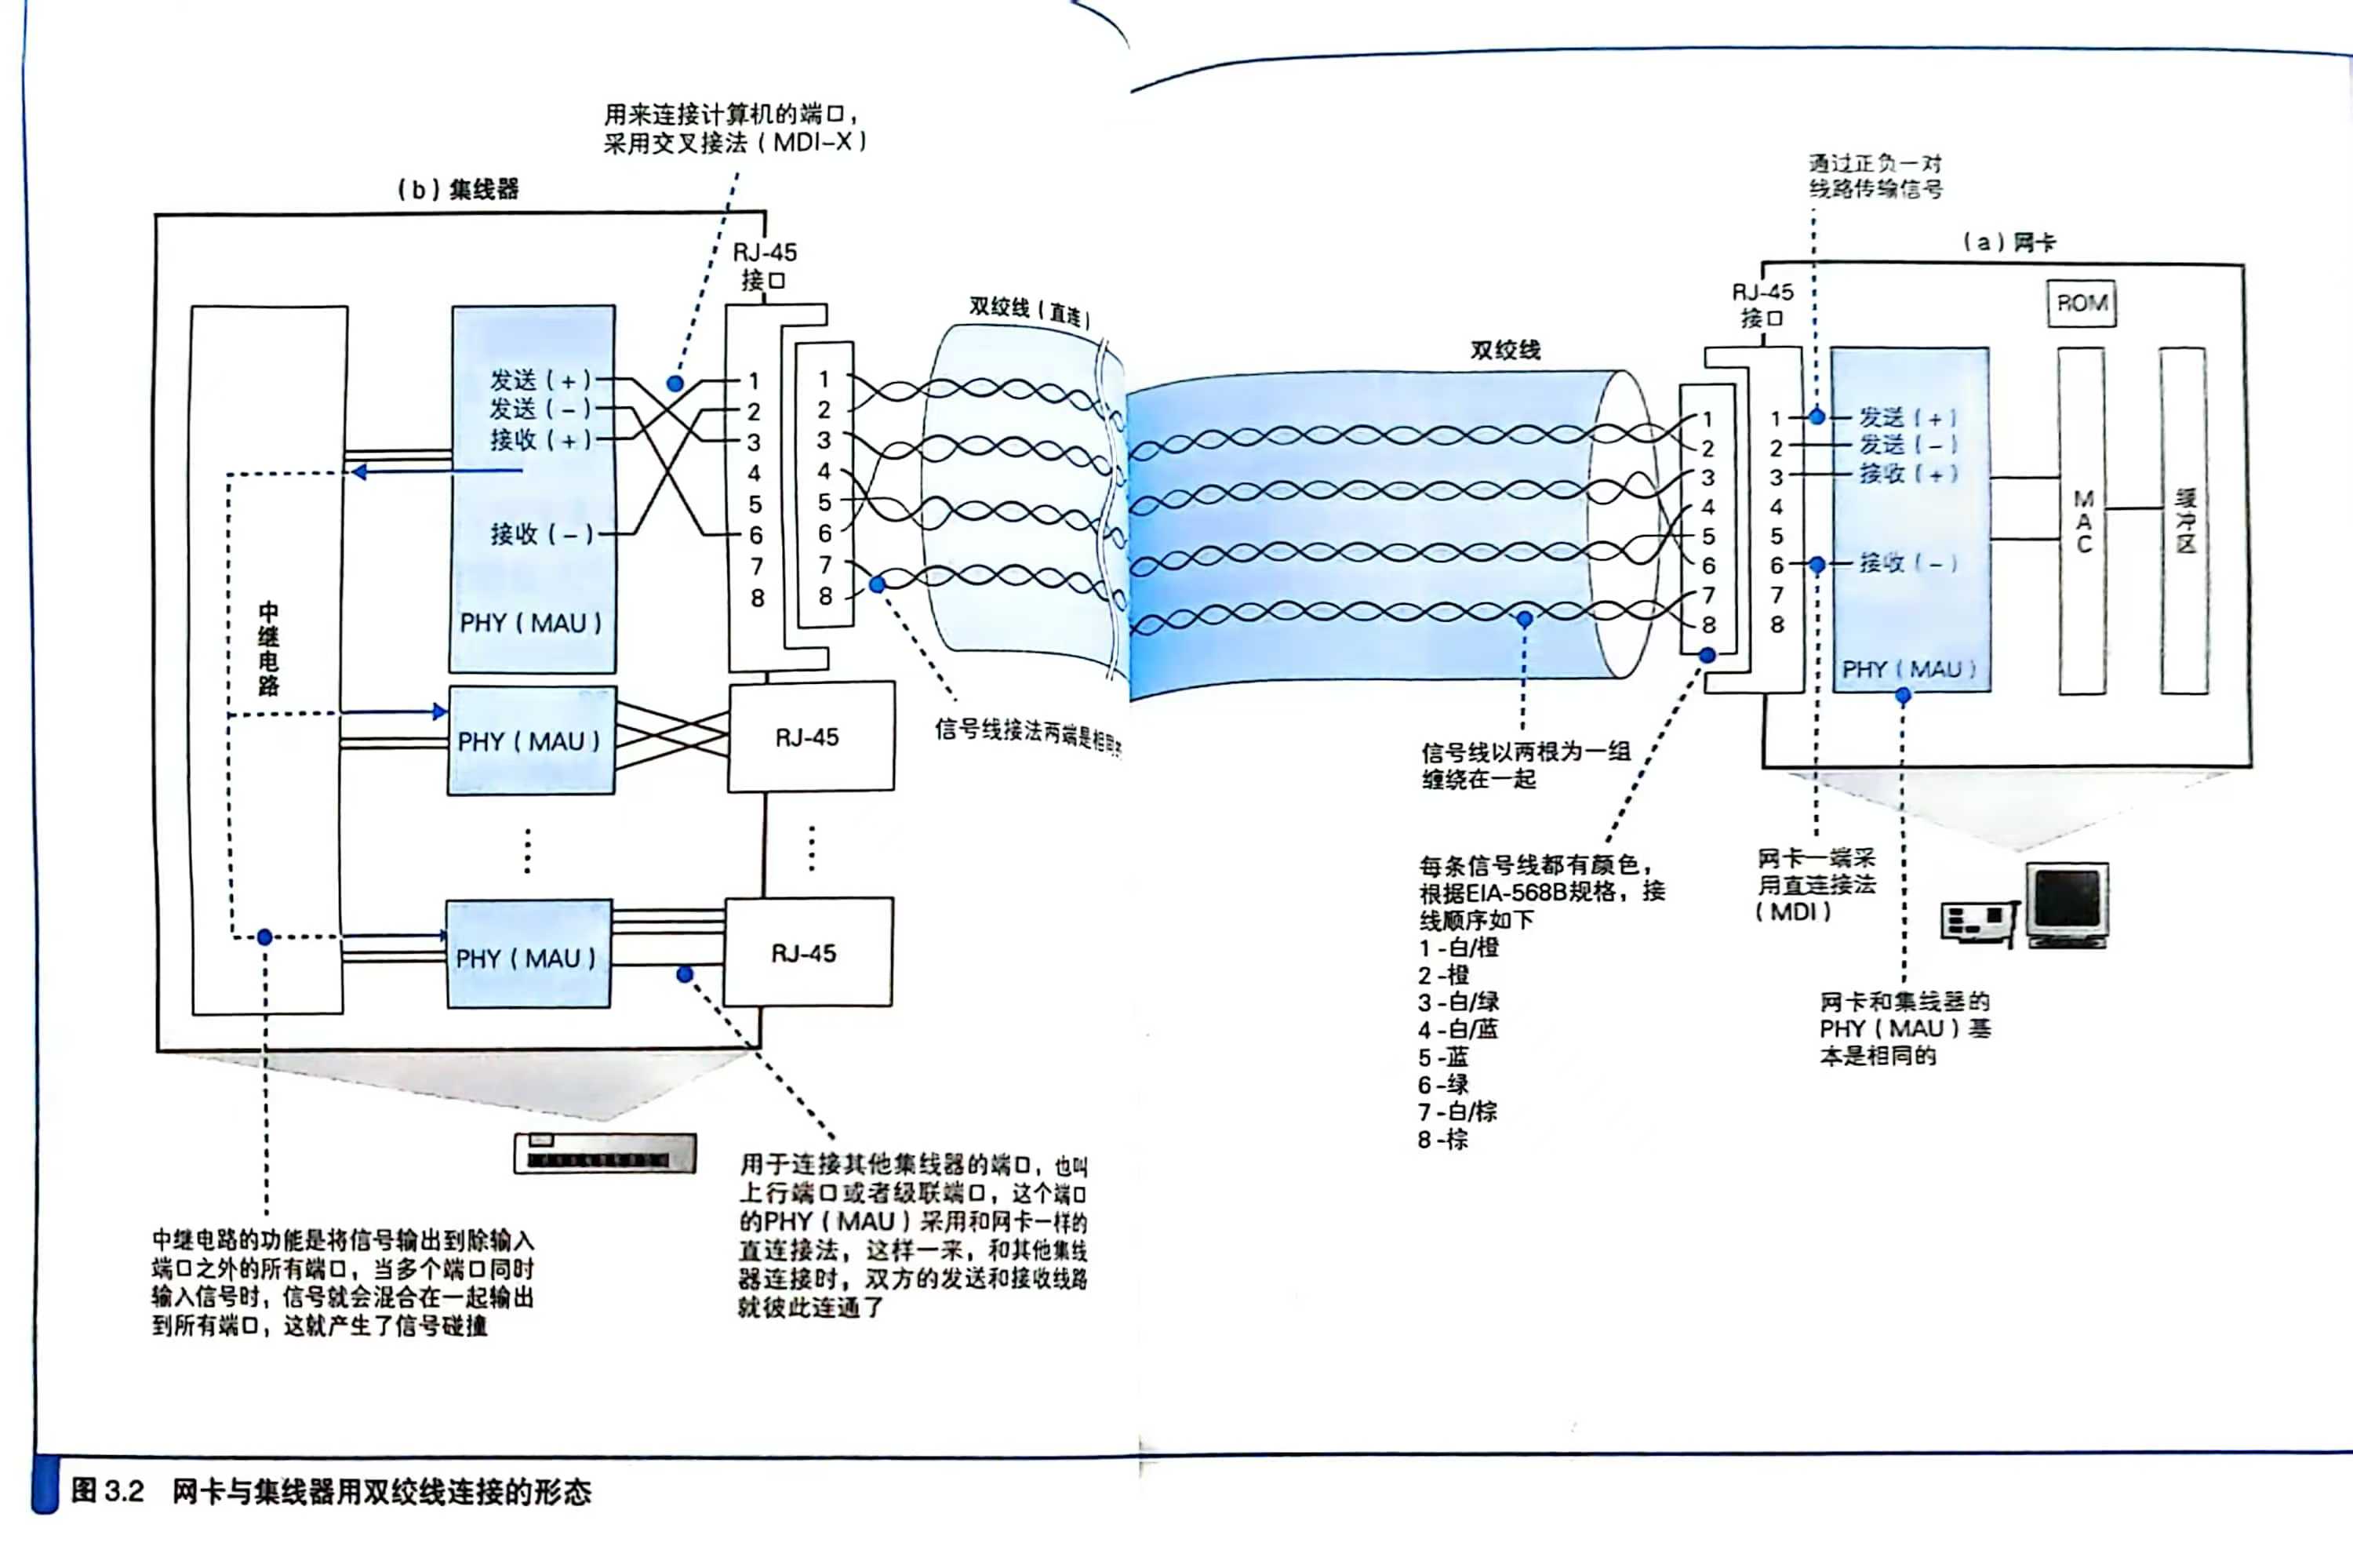 用来连接计算机的端口，
采用交叉接法（MDI-X）
（b）集线器
RJ-45
接口
发送（+）
发送（-）
接收（+）
接收（-）
PHY（MAU）
1
2
3
4
5
6
7
8
1
2
3
4
5
6
7
8
双绞线（直连）
信号线接法两端是相同的
中继电路
PHY（MAU）
RJ-45
PHY（MAU）
RJ-45
中继电路的功能是将信号输出到除输入
端口之外的所有端口，当多个端口同时
输入信号时，信号就会混合在一起输出
到所有端口，这就产生了信号碰撞
用于连接其他集线器的端口，也叫
上行端口或者级联端口，这个端口
的PHY（MAU）采用和网卡一样的
直连接法，这样一来，和其他集线
器连接时，双方的发送和接收线路
就彼此连通了
通过正负一对
线路传输信号
（a）网卡
RJ-45
接口
ROM
双绞线
1
2
3
4
5
6
7
8
1
2
3
4
5
6
7
8
发送（+）
发送（-）
接收（+）
接收（-）
PHY（MAU）
MAC
缓冲区
信号线以两根为一组
缠绕在一起
每条信号线都有颜色，
根据EIA-568B规格，接
线顺序如下
1-白/橙
2-橙
3-白/绿
4-白/蓝
5-蓝
6-绿
7-白/棕
8-棕
网卡一端采
用直连接法
（MDI）
网卡和集线器的
PHY（MAU）基
本是相同的
图 3.2 网卡与集线器用双绞线连接的形态